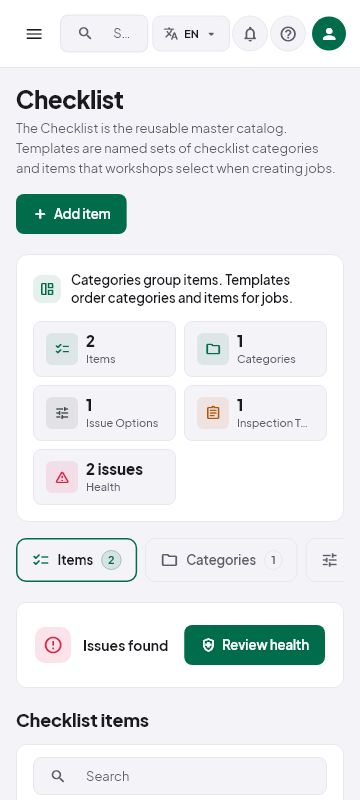 S...
EN
Checklist
The Checklist is the reusable master catalog.
Templates are named sets of checklist categories
and items that workshops select when creating jobs.
+ Add item
Categories group items. Templates
order categories and items for jobs.
2
Items
1
Categories
1
Issue Options
1
Inspection T...
2 issues
Health
Items 2
Categories 1
Issues found
Review health
Checklist items
Search